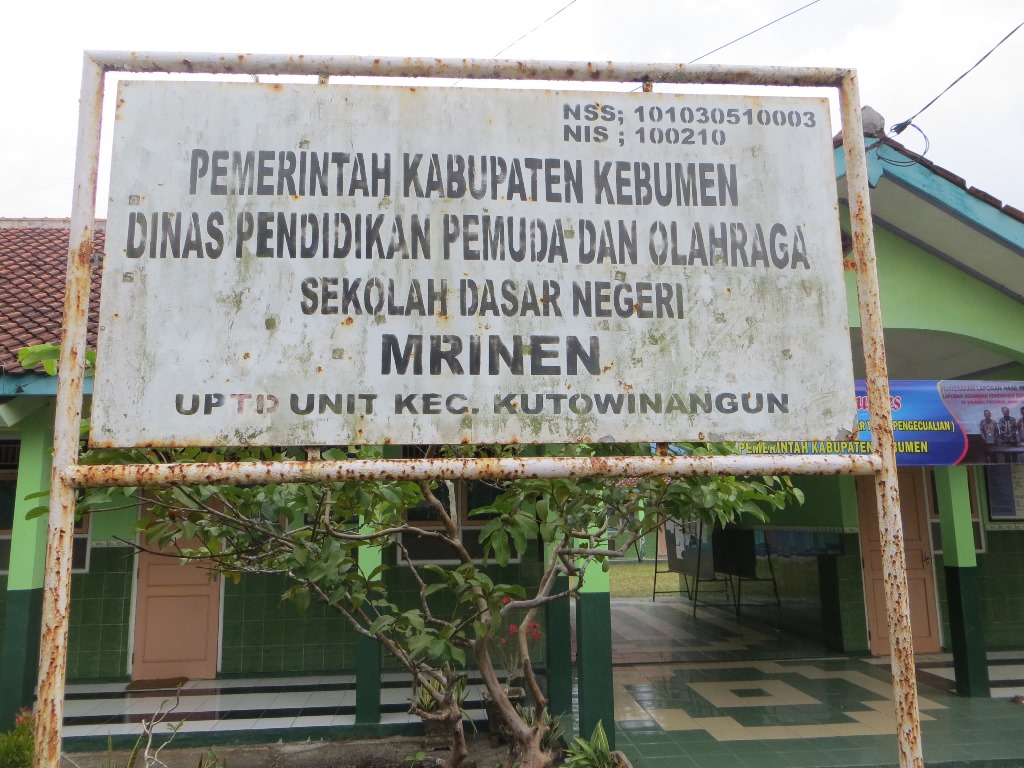 NSS; 101030510003
NIS ; 100210
PEMERINTAH KABUPATEN KEBUMEN
DINAS PENDIDIKAN PEMUDA DAN OLAHRAGA
SEKOLAH DASAR NEGERI
MRINEN
UPTD UNIT KEC. KUTOWINANGUN
PENGECUALIAN)
PEMERINTAH KABUPATEN KEBUMEN